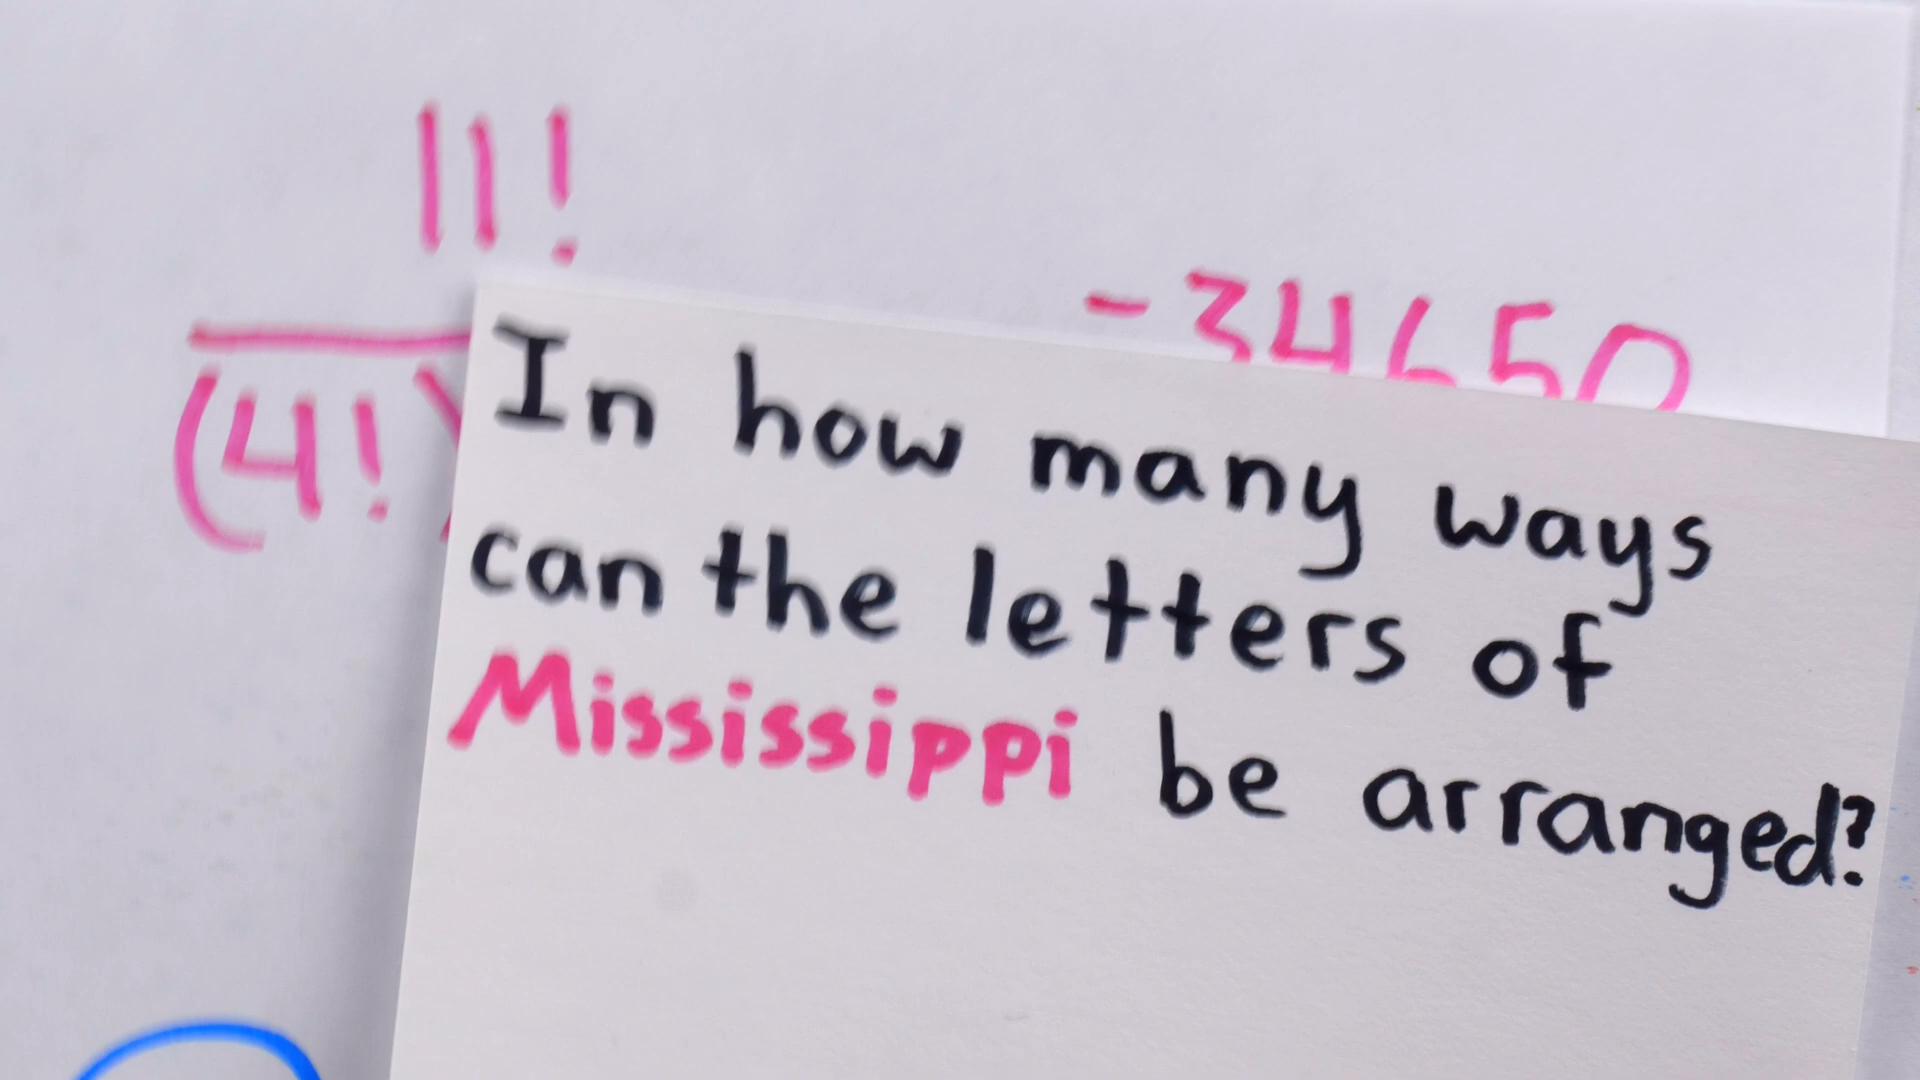 11!
(4!)
- 34650
In how many ways
can the letters of
Mississippi be arranged?